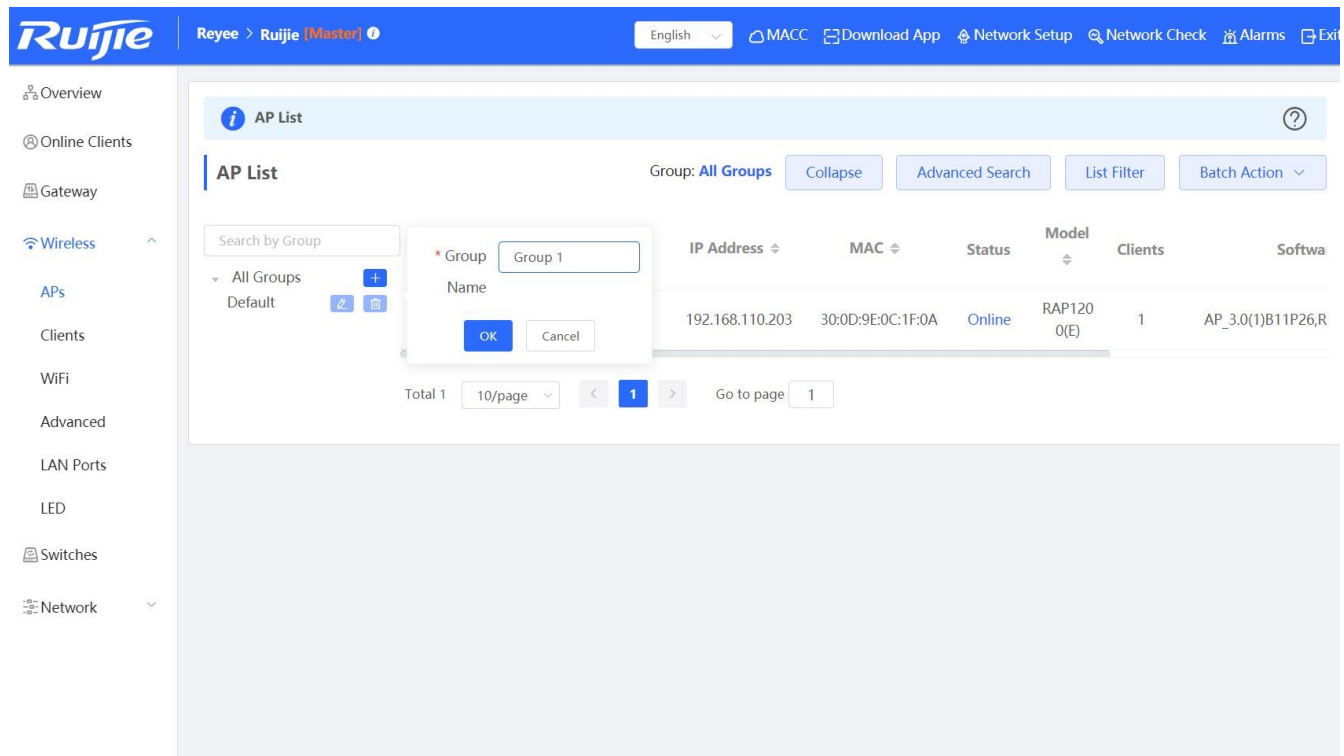 Ruijie
Reyee > Ruijie [Master]
English
MACC
Download App
Network Setup
Network Check
Alarms
Exit
Overview
Online Clients
Gateway
Wireless
APs
Clients
WiFi
Advanced
LAN Ports
LED
Switches
Network
AP List
AP List
Group: All Groups
Collapse
Advanced Search
List Filter
Batch Action
Search by Group
All Groups
Default
* Group
Name
Group 1
OK
Cancel
IP Address
MAC
Status
Model
Clients
Softwa
192.168.110.203
30:0D:9E:0C:1F:0A
Online
RAP120
0(E)
1
AP_3.0(1)B11P26,R
Total 1
10/page
<
1
>
Go to page
1